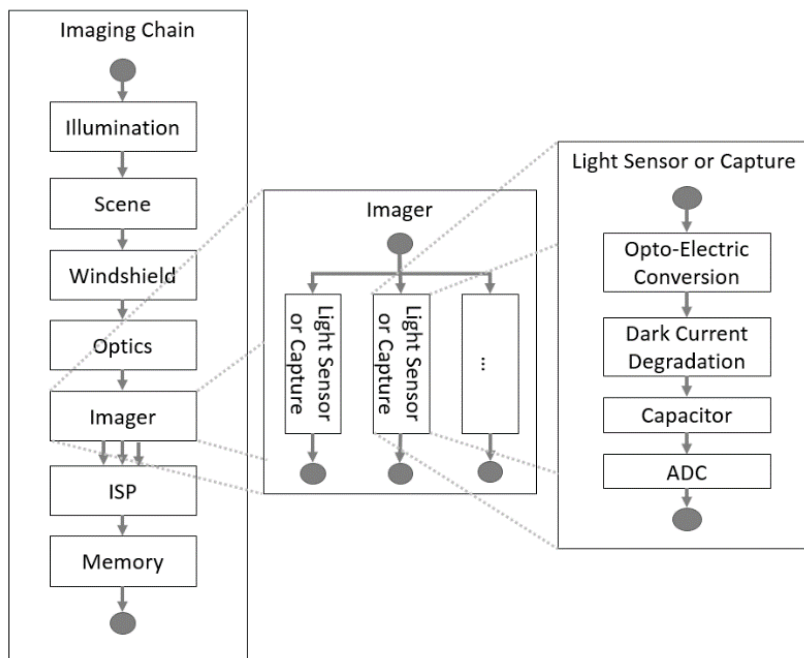 Imaging Chain
Illumination
Scene
Windshield
Optics
Imager
ISP
Memory
Imager
Light Sensor
or Capture
Light Sensor
or Capture
...
Light Sensor or Capture
Opto-Electric
Conversion
Dark Current
Degradation
Capacitor
ADC